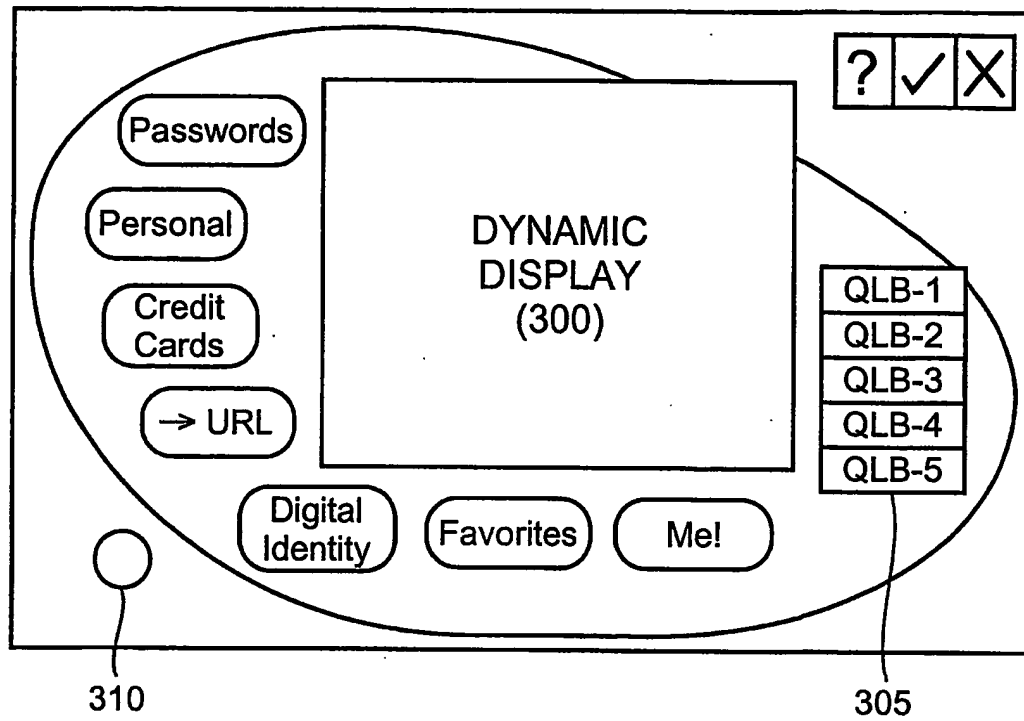 ? ✓ X
Passwords
Personal
Credit
Cards
→ URL
Digital
Identity
Favorites
Me!
DYNAMIC
DISPLAY
(300)
QLB-1
QLB-2
QLB-3
QLB-4
QLB-5
310
305